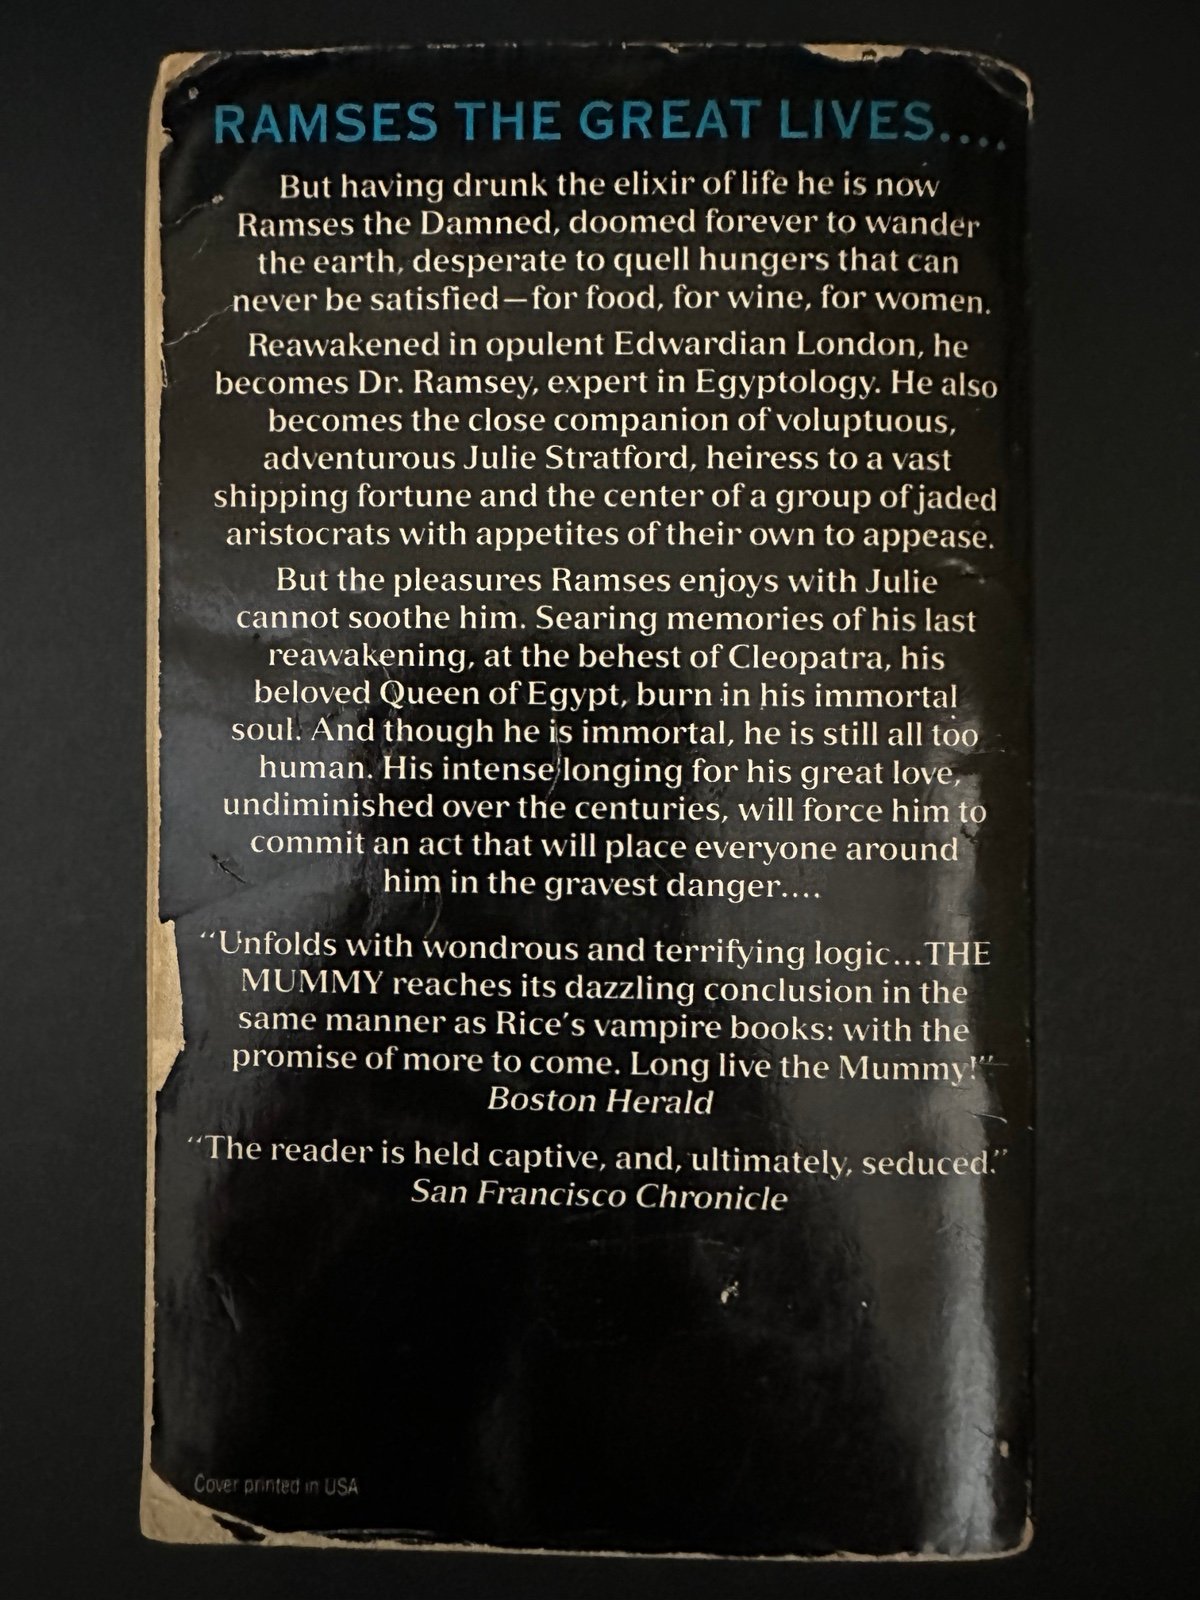 RAMSES THE GREAT LIVES....
But having drunk the elixir of life he is now
Ramses the Damned, doomed forever to wander
the earth, desperate to quell hungers that can
never be satisfied—for food, for wine, for women.
Reawakened in opulent Edwardian London, he
becomes Dr. Ramsey, expert in Egyptology. He also
becomes the close companion of voluptuous,
adventurous Julie Stratford, heiress to a vast
shipping fortune and the center of a group of jaded
aristocrats with appetites of their own to appease.
But the pleasures Ramses enjoys with Julie
cannot soothe him. Searing memories of his last
reawakening, at the behest of Cleopatra, his
beloved Queen of Egypt, burn in his immortal
soul. And though he is immortal, he is still all too
human. His intense longing for his great love,
undiminished over the centuries, will force him to
commit an act that will place everyone around
him in the gravest danger....
“Unfolds with wondrous and terrifying logic...THE
MUMMY reaches its dazzling conclusion in the
same manner as Rice's vampire books: with the
promise of more to come. Long live the Mummy!”
Boston Herald
“The reader is held captive, and, ultimately, seduced.”
San Francisco Chronicle
Cover printed in USA